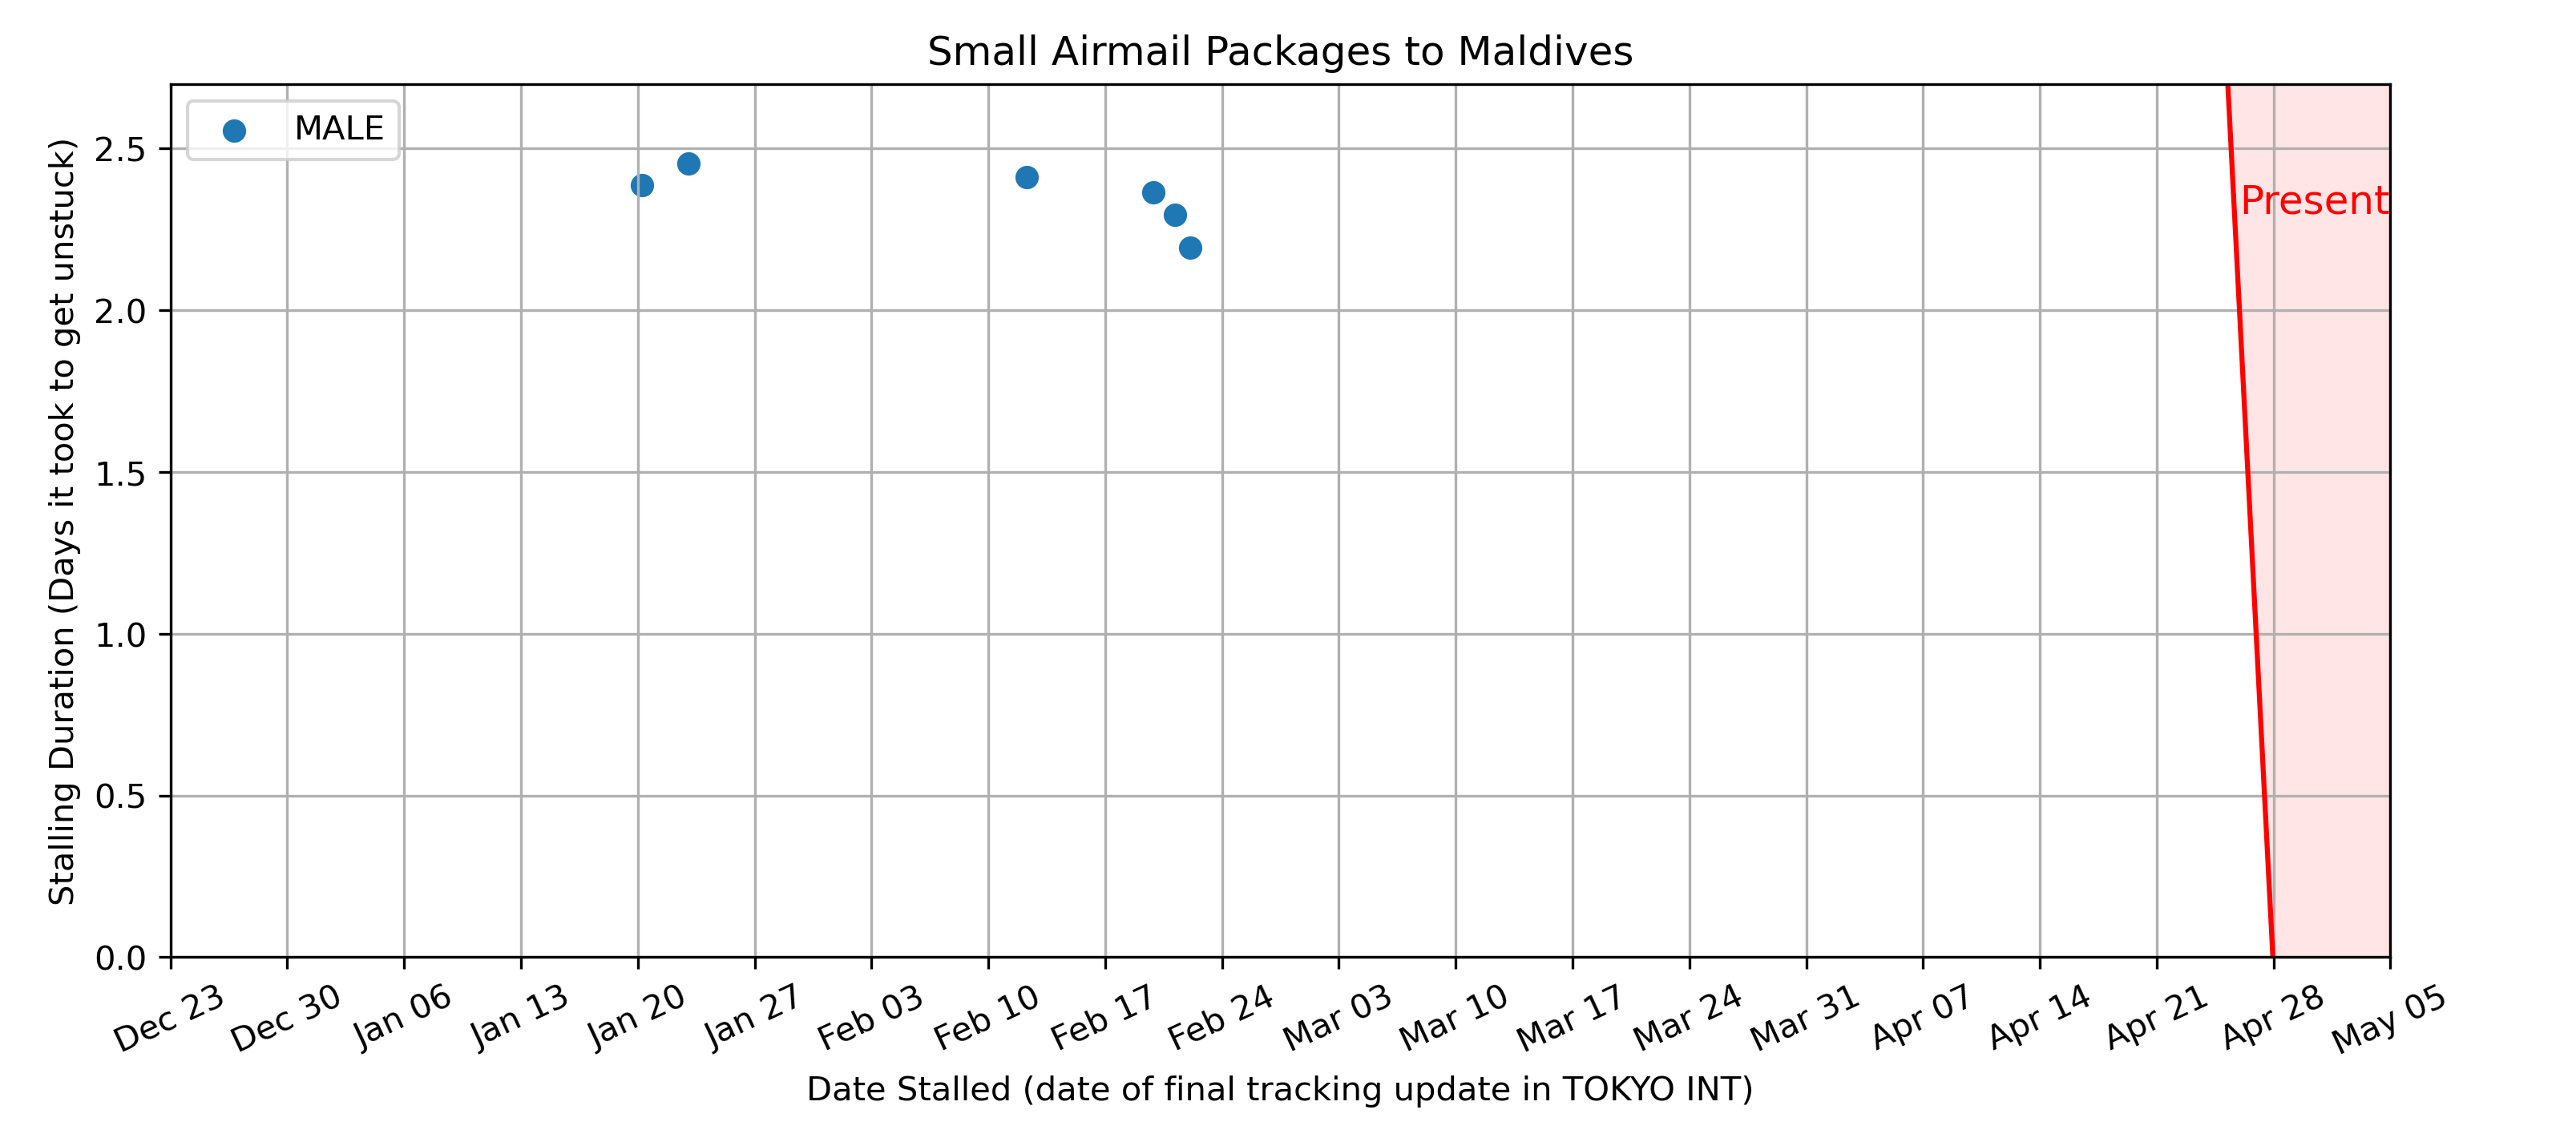 Small Airmail Packages to Maldives
MALE
Present
Stalling Duration (Days it took to get unstuck)
2.5
2.0
1.5
1.0
0.5
0.0
Dec 23 Dec 30 Jan 06 Jan 13 Jan 20 Jan 27 Feb 03 Feb 10 Feb 17 Feb 24 Mar 03 Mar 10 Mar 17 Mar 24 Mar 31 Apr 07 Apr 14 Apr 21 Apr 28 May 05
Date Stalled (date of final tracking update in TOKYO INT)